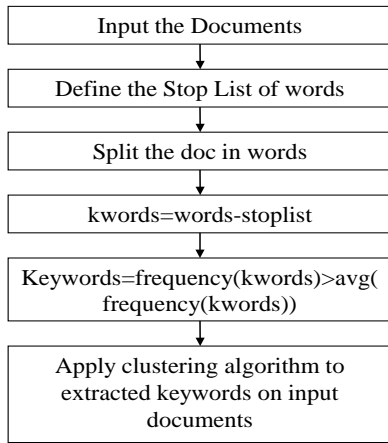 Input the Documents
Define the Stop List of words
Split the doc in words
kwords=words-stoplist
Keywords=frequency(kwords)>avg(
frequency(kwords))
Apply clustering algorithm to
extracted keywords on input
documents